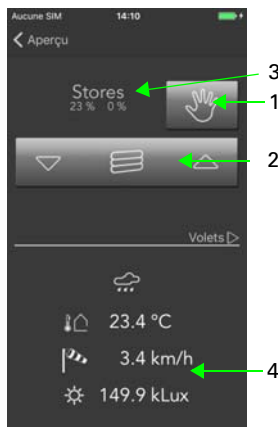 Aucune SIM 14:10
Aperçu
Stores
23 % 0 %
3
1
2
Volets
23.4 °C
3.4 km/h
4
149.9 kLux